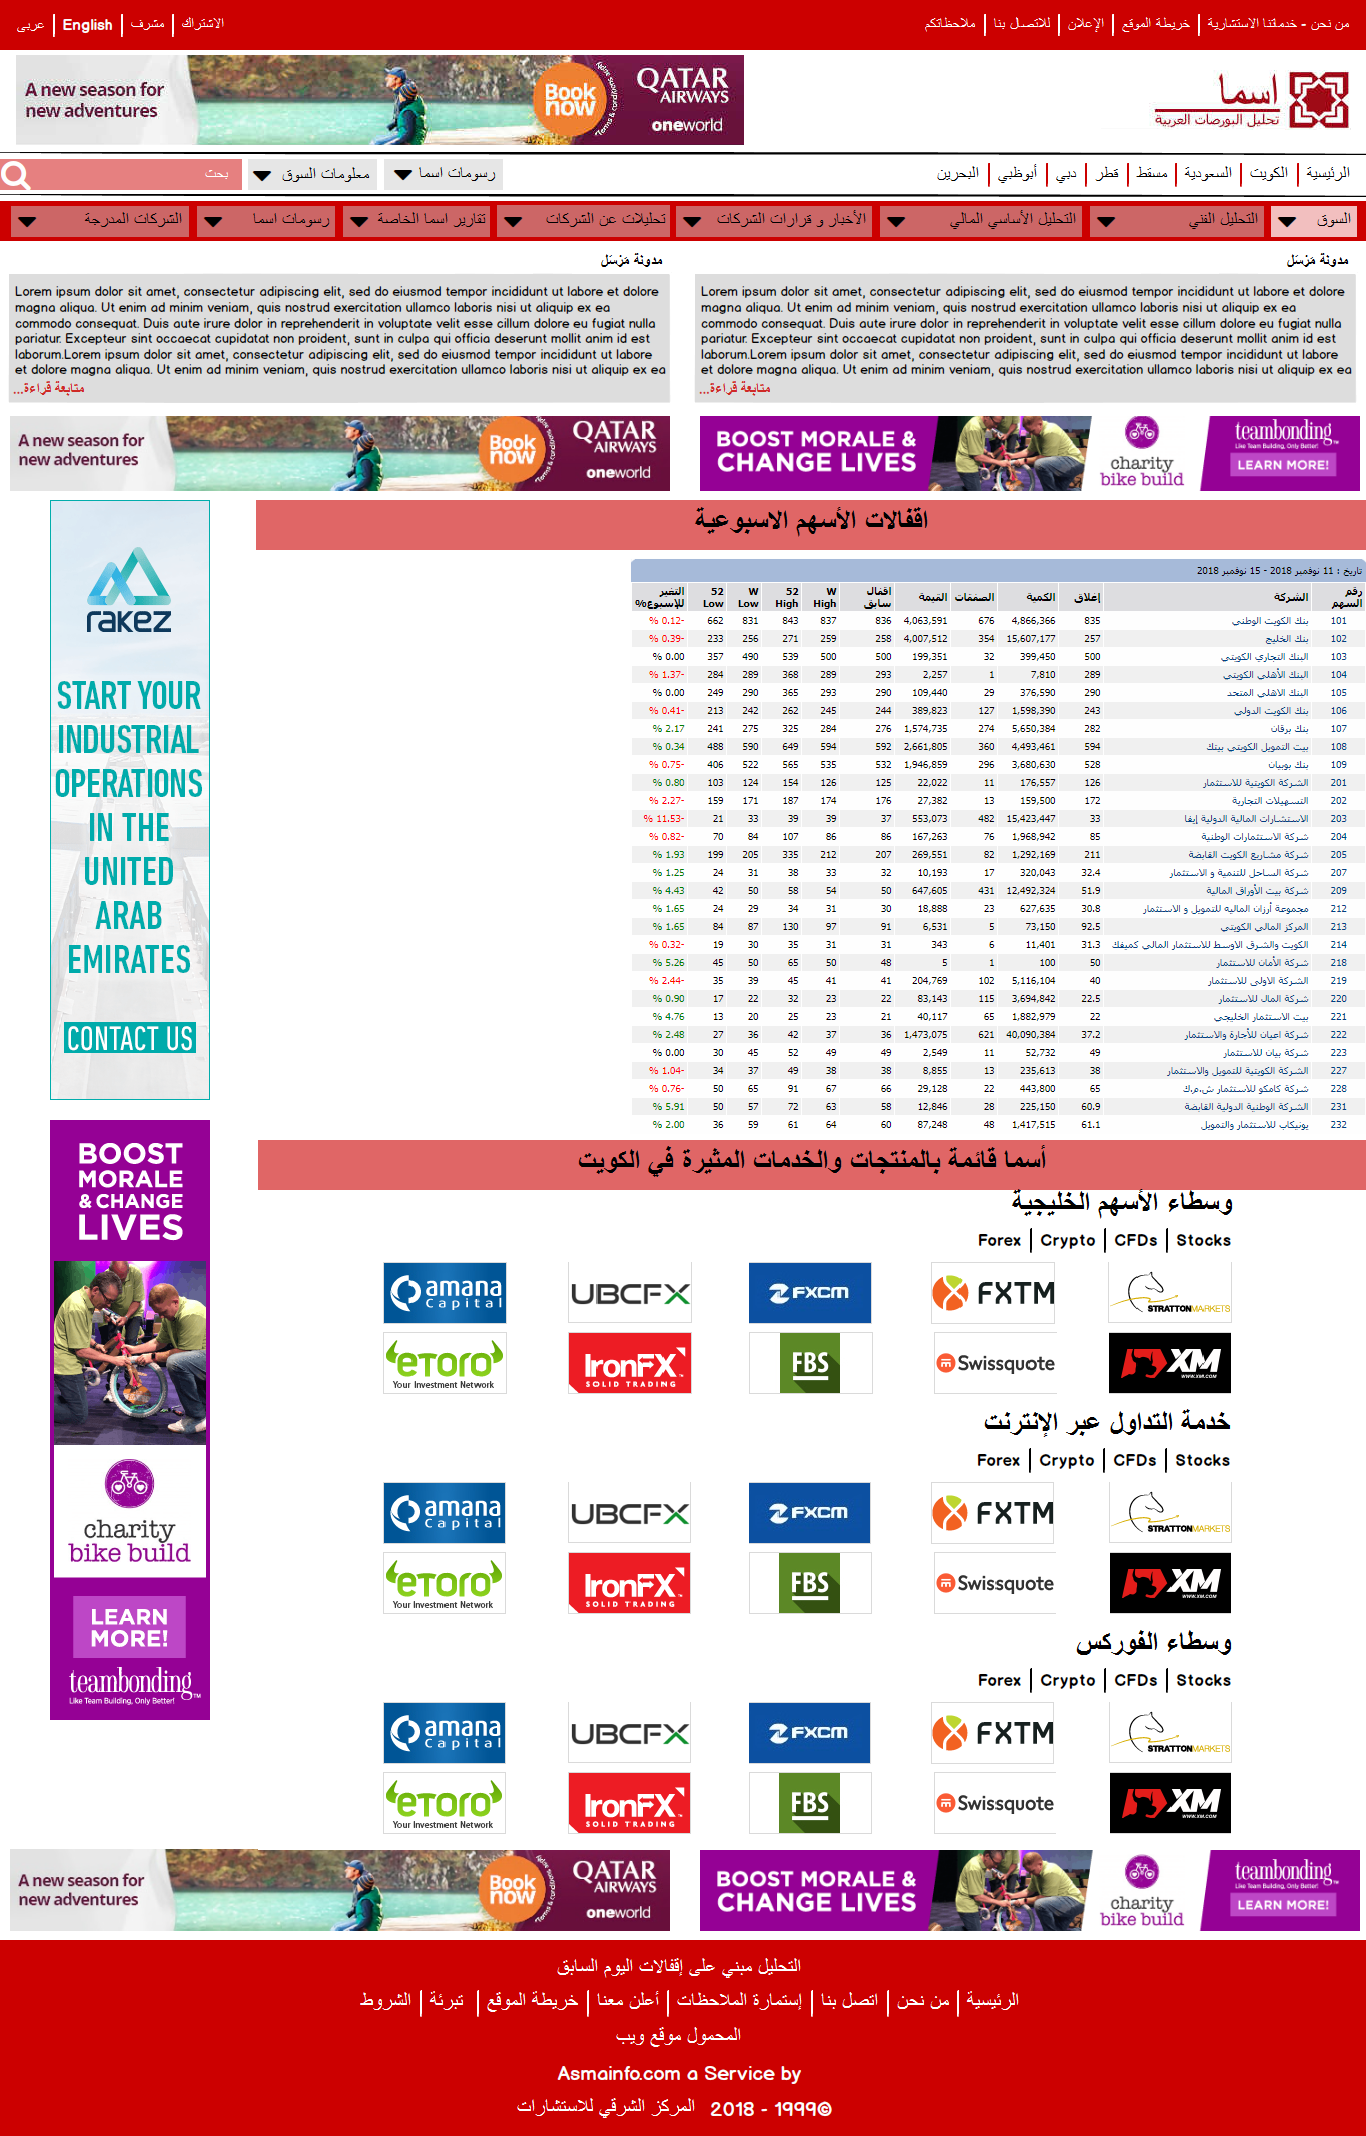 من نحن - خدمـاتنا الاستشارية | خريطة الموقع | الإعلان | للاتصال بنا | ملاحظاتكم
الاشتراك | مشرف | English | عربى
A new season for
new adventures
Book now
Terms & conditions apply
QATAR AIRWAYS
oneworld
اسما
تحليل البورصات العربية
الرئيسية | الكويت | السعودية | مسقط | قطر | دبي | أبوظبي | البحرين
رسومات اسما
معلومات السوق
بحث
السوق
التحليل الفني
التحليل الأساسي المالي
الأخبار و قرارات الشركات
تحليلات عن الشركات
تقارير اسما الخاصة
رسومات اسما
الشركات المدرجة
مدونة مَرْسَل
Lorem ipsum dolor sit amet, consectetur adipiscing elit, sed do eiusmod tempor incididunt ut labore et dolore
magna aliqua. Ut enim ad minim veniam, quis nostrud exercitation ullamco laboris nisi ut aliquip ex ea
commodo consequat. Duis aute irure dolor in reprehenderit in voluptate velit esse cillum dolore eu fugiat nulla
pariatur. Excepteur sint occaecat cupidatat non proident, sunt in culpa qui officia deserunt mollit anim id est
laborum.Lorem ipsum dolor sit amet, consectetur adipiscing elit, sed do eiusmod tempor incididunt ut labore
et dolore magna aliqua. Ut enim ad minim veniam, quis nostrud exercitation ullamco laboris nisi ut aliquip ex ea
متابعة قراءة...
مدونة مَرْسَل
Lorem ipsum dolor sit amet, consectetur adipiscing elit, sed do eiusmod tempor incididunt ut labore et dolore
magna aliqua. Ut enim ad minim veniam, quis nostrud exercitation ullamco laboris nisi ut aliquip ex ea
commodo consequat. Duis aute irure dolor in reprehenderit in voluptate velit esse cillum dolore eu fugiat nulla
pariatur. Excepteur sint occaecat cupidatat non proident, sunt in culpa qui officia deserunt mollit anim id est
laborum.Lorem ipsum dolor sit amet, consectetur adipiscing elit, sed do eiusmod tempor incididunt ut labore
et dolore magna aliqua. Ut enim ad minim veniam, quis nostrud exercitation ullamco laboris nisi ut aliquip ex ea
متابعة قراءة...
A new season for
new adventures
Book now
QATAR AIRWAYS
oneworld
BOOST MORALE &
CHANGE LIVES
charity
bike build
teambonding
Like Team Building, Only Better!
LEARN MORE!
rakez
START YOUR
INDUSTRIAL
OPERATIONS
IN THE
UNITED
ARAB
EMIRATES
CONTACT US
اقفالات الأسهم الاسبوعية
تاريخ : 11 نوفمبر 2018 - 15 نوفمبر 2018
رقم السهم | الشركة | إغلاق | الكمية | الصفقات | القيمة | اقفال سابق | W High | 52 High | W Low | 52 Low | التغير للإسبوع%
101 بنك الكويت الوطني 835 4,866,366 676 4,063,591 836 837 843 831 662 -0.12 %
102 بنك الخليج 257 15,607,177 354 4,007,512 258 259 271 256 233 -0.39 %
103 البنك التجاري الكويتي 500 399,450 32 199,351 500 500 539 490 357 0.00 %
104 البنك الأهلي الكويتي 289 7,810 1 2,257 293 289 368 289 284 -1.37 %
105 البنك الاهلي المتحد 290 376,590 29 109,440 290 293 365 290 249 0.00 %
106 بنك الكويت الدولي 243 1,598,390 127 389,823 244 245 262 242 213 -0.41 %
107 بنك برقان 282 5,650,384 274 1,574,735 276 284 325 275 241 2.17 %
108 بيت التمويل الكويتي بيتك 594 4,493,461 360 2,661,805 592 594 649 590 488 0.34 %
109 بنك بوبيان 528 3,680,630 296 1,946,859 532 535 565 522 406 -0.75 %
201 الشركة الكويتية للاستثمار 126 176,557 11 22,022 125 126 154 124 103 0.80 %
202 التسهيلات التجارية 172 159,500 13 27,382 176 174 187 171 159 -2.27 %
203 الاستشارات المالية الدولية إيفا 33 15,423,447 482 553,073 37 39 39 33 21 -11.53 %
204 شركة الاستثمارات الوطنية 85 1,968,942 76 167,263 86 86 107 84 70 -0.82 %
205 شركة مشاريع الكويت القابضة 211 1,292,169 82 269,551 207 212 335 205 199 1.93 %
207 شركة الساحل للتنمية و الاستثمار 32.4 320,043 17 10,193 32 33 38 31 24 1.25 %
209 شركة بيت الأوراق المالية 51.9 12,492,324 431 647,605 50 54 58 50 42 4.43 %
212 مجموعة أرزان الماليه للتمويل و الاستثمار 30.8 627,635 23 18,888 30 31 34 29 24 1.65 %
213 المركز المالي الكويتي 92.5 73,150 5 6,531 91 97 130 87 84 1.65 %
214 الكويت والشرق الاوسط للاستثمار المالي كميفك 31.3 11,401 6 343 31 31 35 30 19 -0.32 %
218 شركة الأمان للاستثمار 50 100 1 5 48 50 65 50 45 5.26 %
219 الشركة الاولى للاستثمار 40 5,116,104 102 204,769 41 41 45 39 35 -2.44 %
220 شركة المال للاستثمار 22.5 3,694,842 115 83,143 22 23 32 22 17 0.90 %
221 بيت الاستثمار الخليجي 22 1,882,979 65 40,117 21 23 25 20 13 4.76 %
222 شركة اعيان للأجارة والاستثمار 37.2 40,090,384 621 1,473,075 36 37 42 36 27 2.48 %
223 شركة بيان للاستثمار 49 52,732 11 2,549 49 49 52 45 30 0.00 %
227 الشركة الكويتية للتمويل والاستثمار 38 235,613 13 8,855 38 38 49 37 34 -1.04 %
228 شركة كامكو للاستثمار ش.م.ك 65 443,800 22 29,128 66 67 91 65 50 -0.76 %
231 الشركة الوطنية الدولية القابضة 60.9 225,150 28 12,846 58 63 72 57 50 5.91 %
232 يونيكاب للاستثمار والتمويل 61.1 1,417,515 48 87,248 60 64 61 59 36 2.00 %
BOOST
MORALE
& CHANGE
LIVES
charity
bike build
LEARN
MORE!
teambonding
Like Team Building, Only Better!
أسما قائمة بالمنتجات والخدمات المثيرة في الكويت
وسطاء الأسهم الخليجية
Forex | Crypto | CFDs | Stocks
amana capital
UBCFX
FXCM
FXTM
STRATTONMARKETS
eToro Your Investment Network
IronFX SOLID TRADING
FBS
Swissquote
XM WWW.XM.COM
خدمة التداول عبر الإنترنت
Forex | Crypto | CFDs | Stocks
amana capital
UBCFX
FXCM
FXTM
STRATTONMARKETS
eToro Your Investment Network
IronFX SOLID TRADING
FBS
Swissquote
XM WWW.XM.COM
وسطاء الفوركس
Forex | Crypto | CFDs | Stocks
amana capital
UBCFX
FXCM
FXTM
STRATTONMARKETS
eToro Your Investment Network
IronFX SOLID TRADING
FBS
Swissquote
XM WWW.XM.COM
A new season for
new adventures
Book now
QATAR AIRWAYS
oneworld
BOOST MORALE &
CHANGE LIVES
charity
bike build
teambonding
Like Team Building, Only Better!
LEARN MORE!
التحليل مبني على إقفالات اليوم السابق
الرئيسية | من نحن | اتصل بنا | إستمارة الملاحظات | أعلن معنا | خريطة الموقع | تبرئة | الشروط
المحمول موقع ويب
Asmainfo.com a Service by
المركز الشرقي للاستشارات 2018 - 1999©